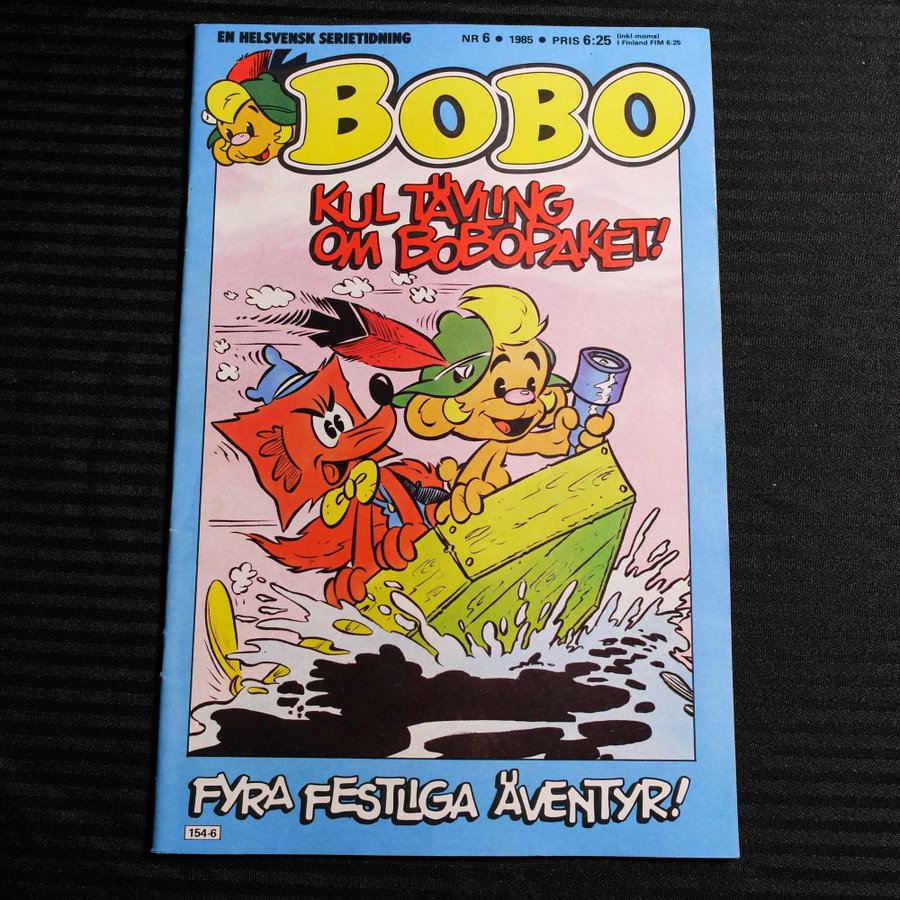 EN HELSVENSK SERIETIDNING
NR 6 • 1985 • PRIS 6:25 (inkl. moms)
I Finland FIM 6:25
BOBO
KUL TÄVLING
OM BOBOPAKET!
FYRA FESTLIGA ÄVENTYR!
154-6